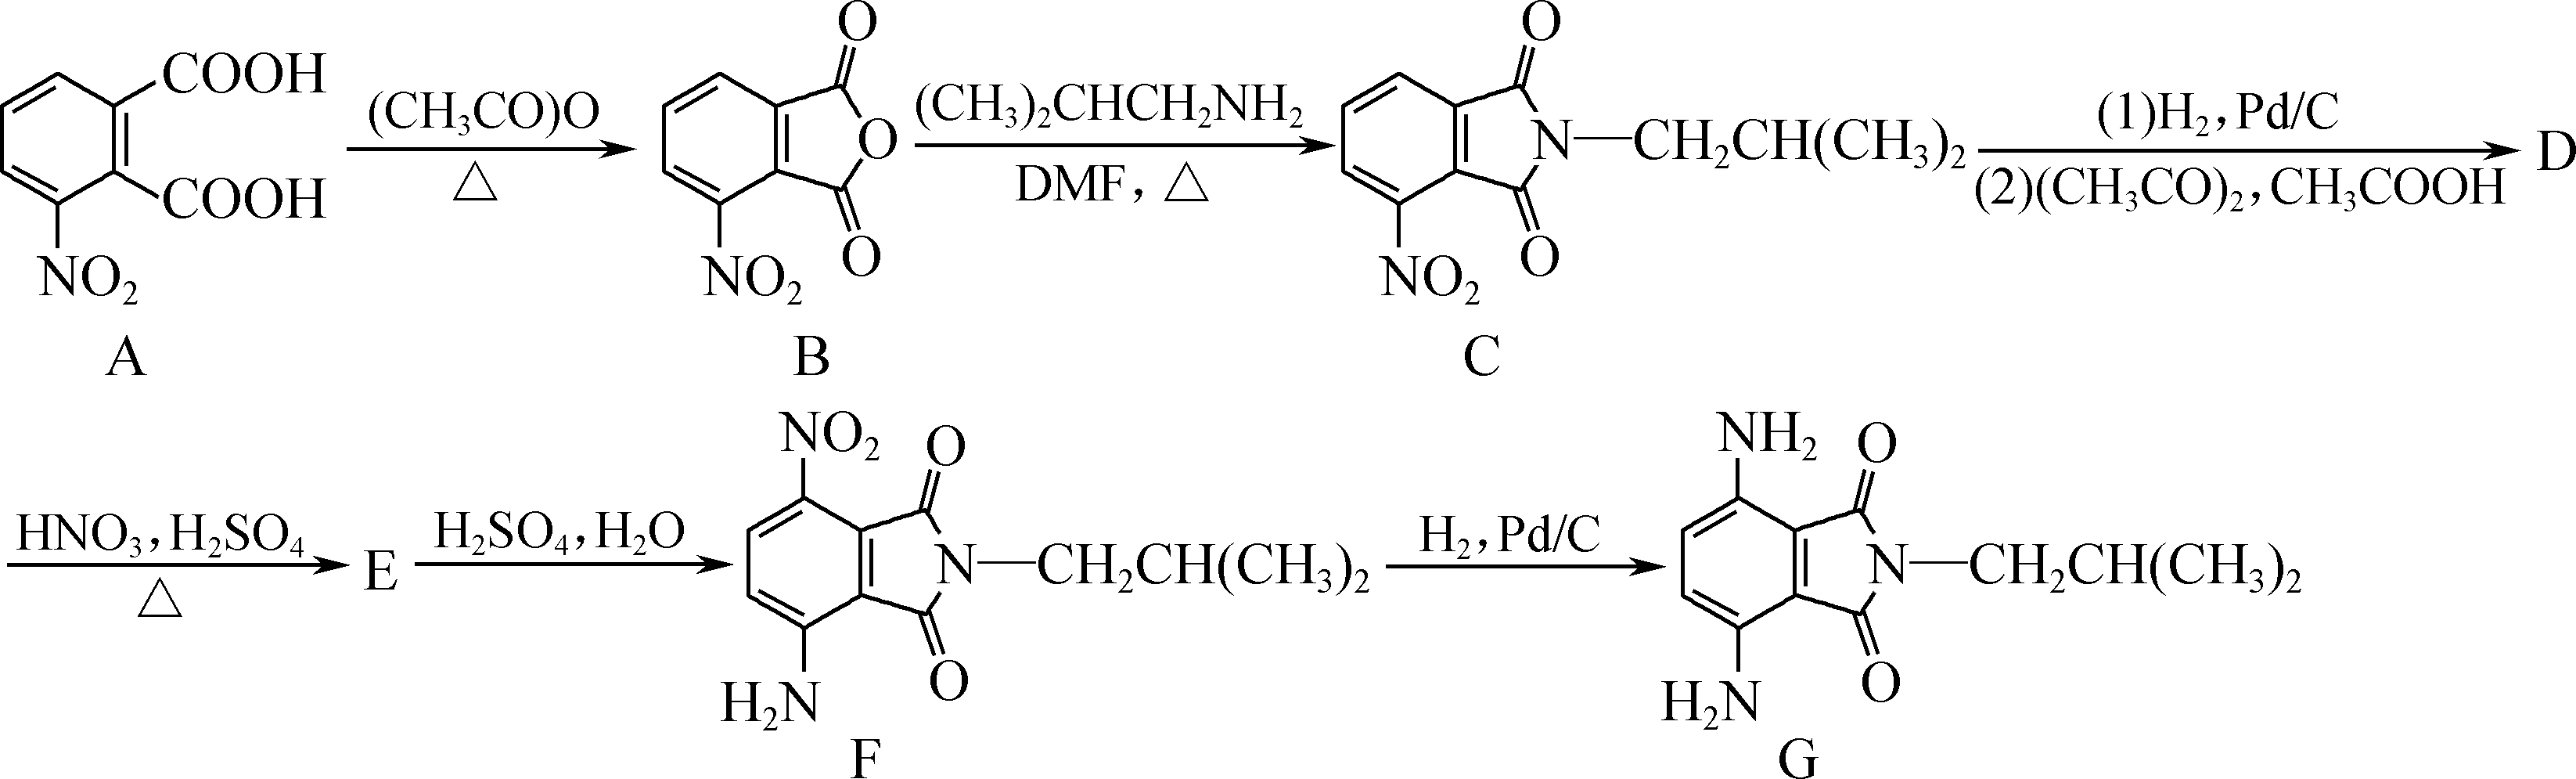 COOH
COOH
NO₂
A
(CH₃CO)O
△
O
O
O
NO₂
B
(CH₃)₂CHCH₂NH₂
DMF，△
O
N—CH₂CH(CH₃)₂
O
NO₂
C
(1)H₂,Pd/C
(2)(CH₃CO)₂,CH₃COOH
D
HNO₃,H₂SO₄
△
E
H₂SO₄,H₂O
NO₂
O
N—CH₂CH(CH₃)₂
O
H₂N
F
H₂,Pd/C
NH₂
O
N—CH₂CH(CH₃)₂
O
H₂N
G